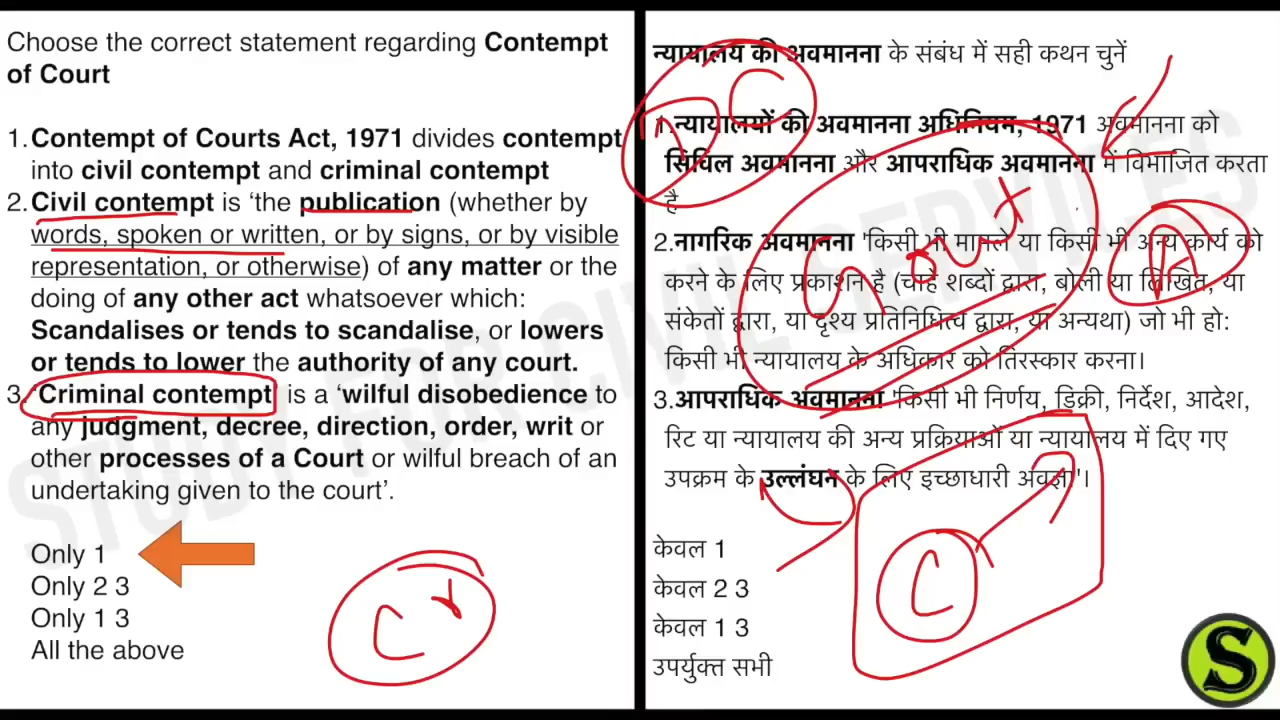 Choose the correct statement regarding Contempt
of Court
1. Contempt of Courts Act, 1971 divides contempt
into civil contempt and criminal contempt
2. Civil contempt is ‘the publication (whether by
words, spoken or written, or by signs, or by visible
representation, or otherwise) of any matter or the
doing of any other act whatsoever which:
Scandalises or tends to scandalise, or lowers
or tends to lower the authority of any court.
3. ‘Criminal contempt is a ‘wilful disobedience to
any judgment, decree, direction, order, writ or
other processes of a Court or wilful breach of an
undertaking given to the court’.
Only 1
Only 2 3
Only 1 3
All the above
न्यायालय की अवमानना के संबंध में सही कथन चुनें
1. न्यायालयों की अवमानना अधिनियम, 1971 अवमानना को
सिविल अवमानना और आपराधिक अवमानना में विभाजित करता
है
2. नागरिक अवमानना 'किसी भी मामले या किसी भी अन्य कार्य को
करने के लिए प्रकाशन है (चाहे शब्दों द्वारा, बोली या लिखित, या
संकेतों द्वारा, या दृश्य प्रतिनिधित्व द्वारा, या अन्यथा) जो भी हो:
किसी भी न्यायालय के अधिकार को तिरस्कार करना।
3. आपराधिक अवमानना 'किसी भी निर्णय, डिक्री, निर्देश, आदेश,
रिट या न्यायालय की अन्य प्रक्रियाओं या न्यायालय में दिए गए
उपक्रम के उल्लंघन के लिए इच्छाधारी अवज्ञा'।
केवल 1
केवल 2 3
केवल 1 3
उपर्युक्त सभी
STUDY FOR CIVIL SERVICES
Court
A
C
Cr
S